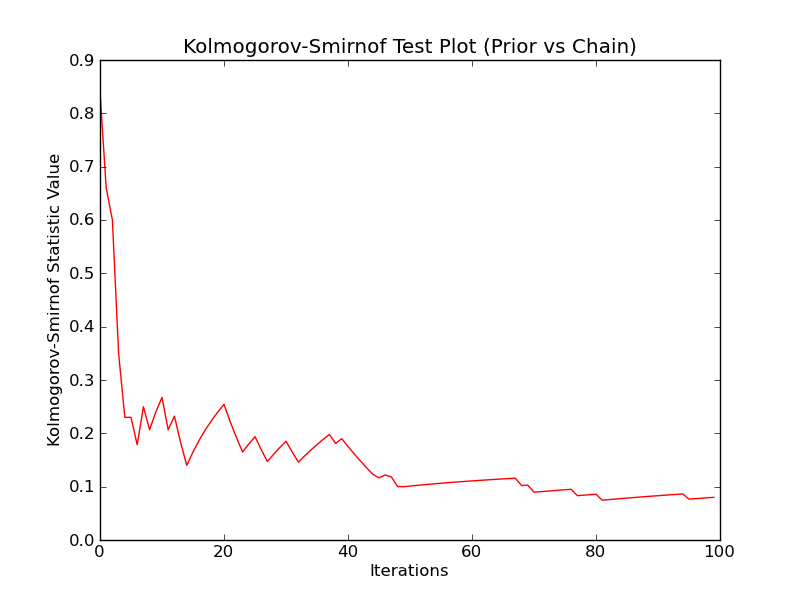 Kolmogorov-Smirnof Test Plot (Prior vs Chain)
0.9
0.8
0.7
0.6
0.5
0.4
0.3
0.2
0.1
0.0
Kolmogorov-Smirnof Statistic Value
0 20 40 60 80 100
Iterations